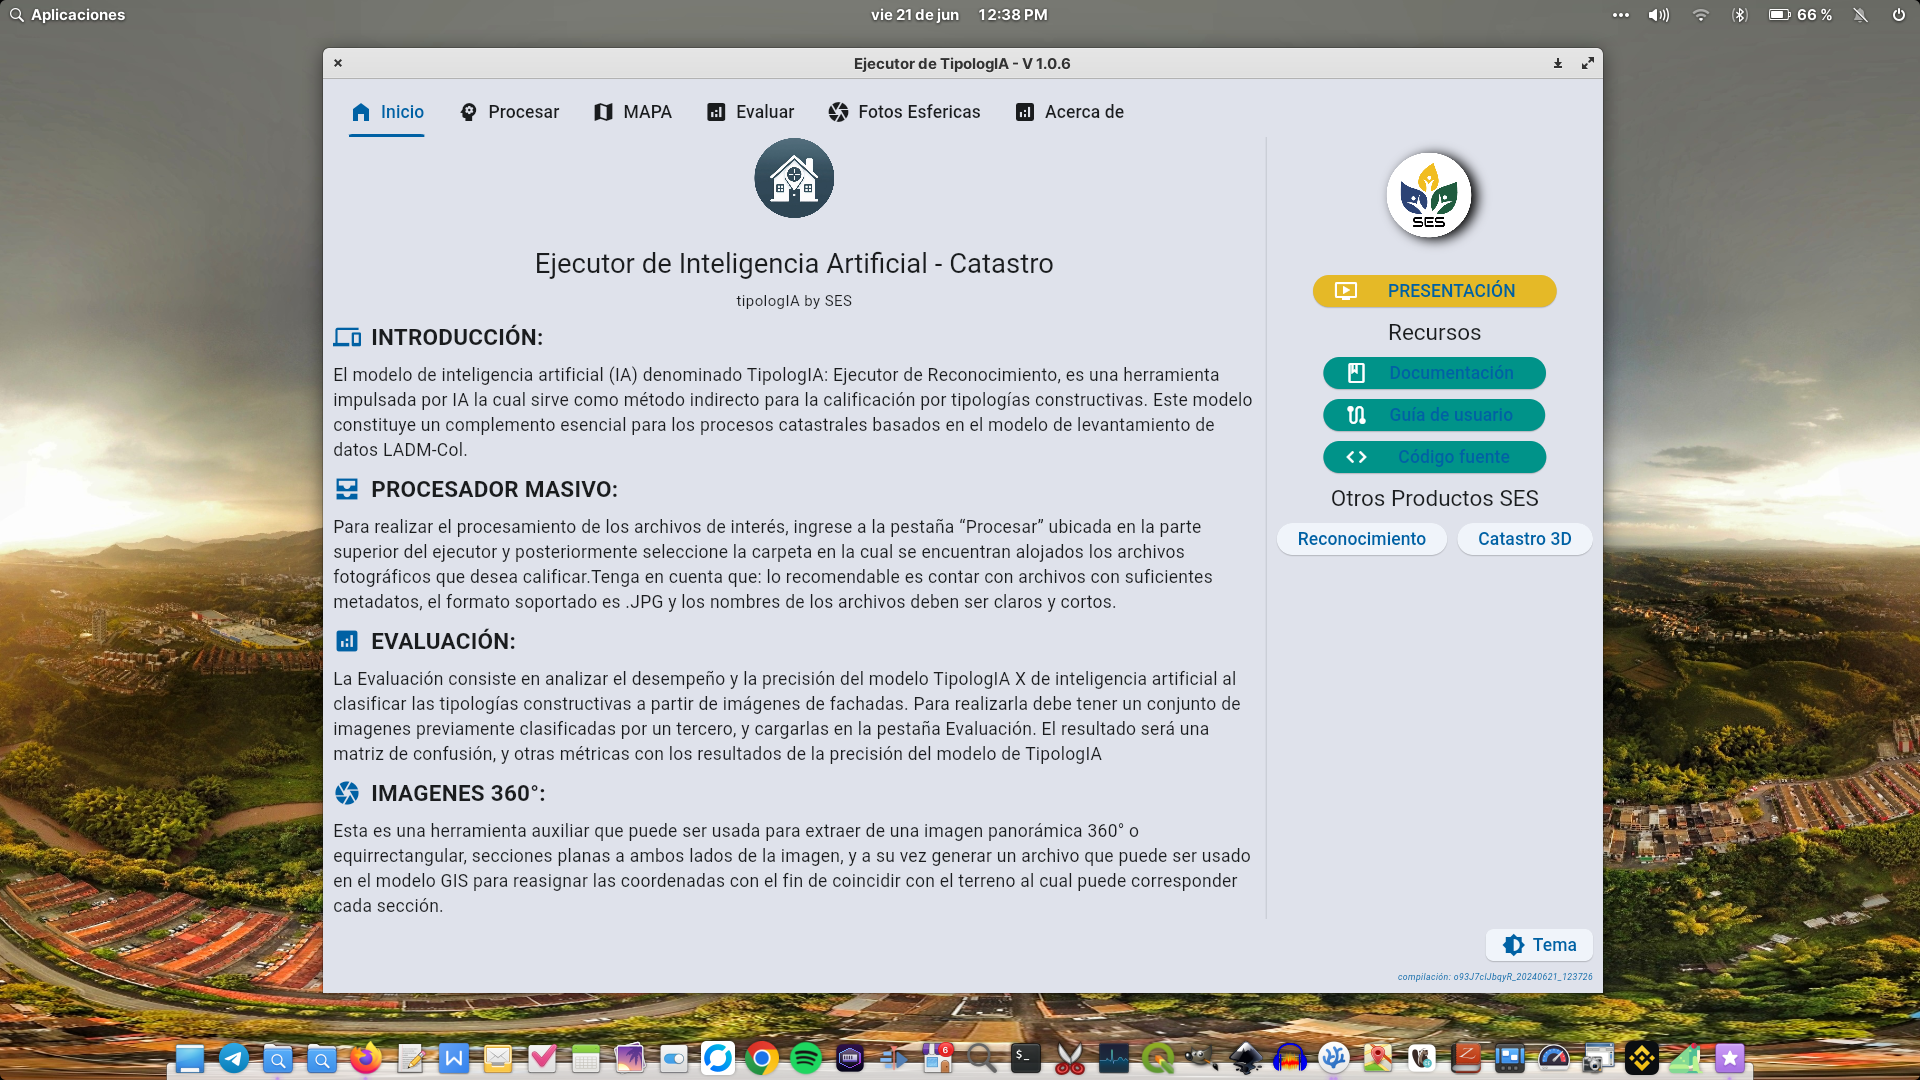 Aplicaciones
vie 21 de jun 12:38 PM
66 %
Ejecutor de TipologIA - V 1.0.6
Inicio Procesar MAPA Evaluar Fotos Esfericas Acerca de
Ejecutor de Inteligencia Artificial - Catastro
tipologIA by SES
INTRODUCCIÓN:
El modelo de inteligencia artificial (IA) denominado TipologIA: Ejecutor de Reconocimiento, es una herramienta
impulsada por IA la cual sirve como método indirecto para la calificación por tipologías constructivas. Este modelo
constituye un complemento esencial para los procesos catastrales basados en el modelo de levantamiento de
datos LADM-Col.
PROCESADOR MASIVO:
Para realizar el procesamiento de los archivos de interés, ingrese a la pestaña “Procesar” ubicada en la parte
superior del ejecutor y posteriormente seleccione la carpeta en la cual se encuentran alojados los archivos
fotográficos que desea calificar.Tenga en cuenta que: lo recomendable es contar con archivos con suficientes
metadatos, el formato soportado es .JPG y los nombres de los archivos deben ser claros y cortos.
EVALUACIÓN:
La Evaluación consiste en analizar el desempeño y la precisión del modelo TipologIA X de inteligencia artificial al
clasificar las tipologías constructivas a partir de imágenes de fachadas. Para realizarla debe tener un conjunto de
imagenes previamente clasificadas por un tercero, y cargarlas en la pestaña Evaluación. El resultado será una
matriz de confusión, y otras métricas con los resultados de la precisión del modelo de TipologIA
IMAGENES 360°:
Esta es una herramienta auxiliar que puede ser usada para extraer de una imagen panorámica 360° o
equirrectangular, secciones planas a ambos lados de la imagen, y a su vez generar un archivo que puede ser usado
en el modelo GIS para reasignar las coordenadas con el fin de coincidir con el terreno al cual puede corresponder
cada sección.
SES
PRESENTACIÓN
Recursos
Documentación
Guía de usuario
Código fuente
Otros Productos SES
Reconocimiento Catastro 3D
Tema
compilación: o93J7clJbqyR_20240621_123726
6